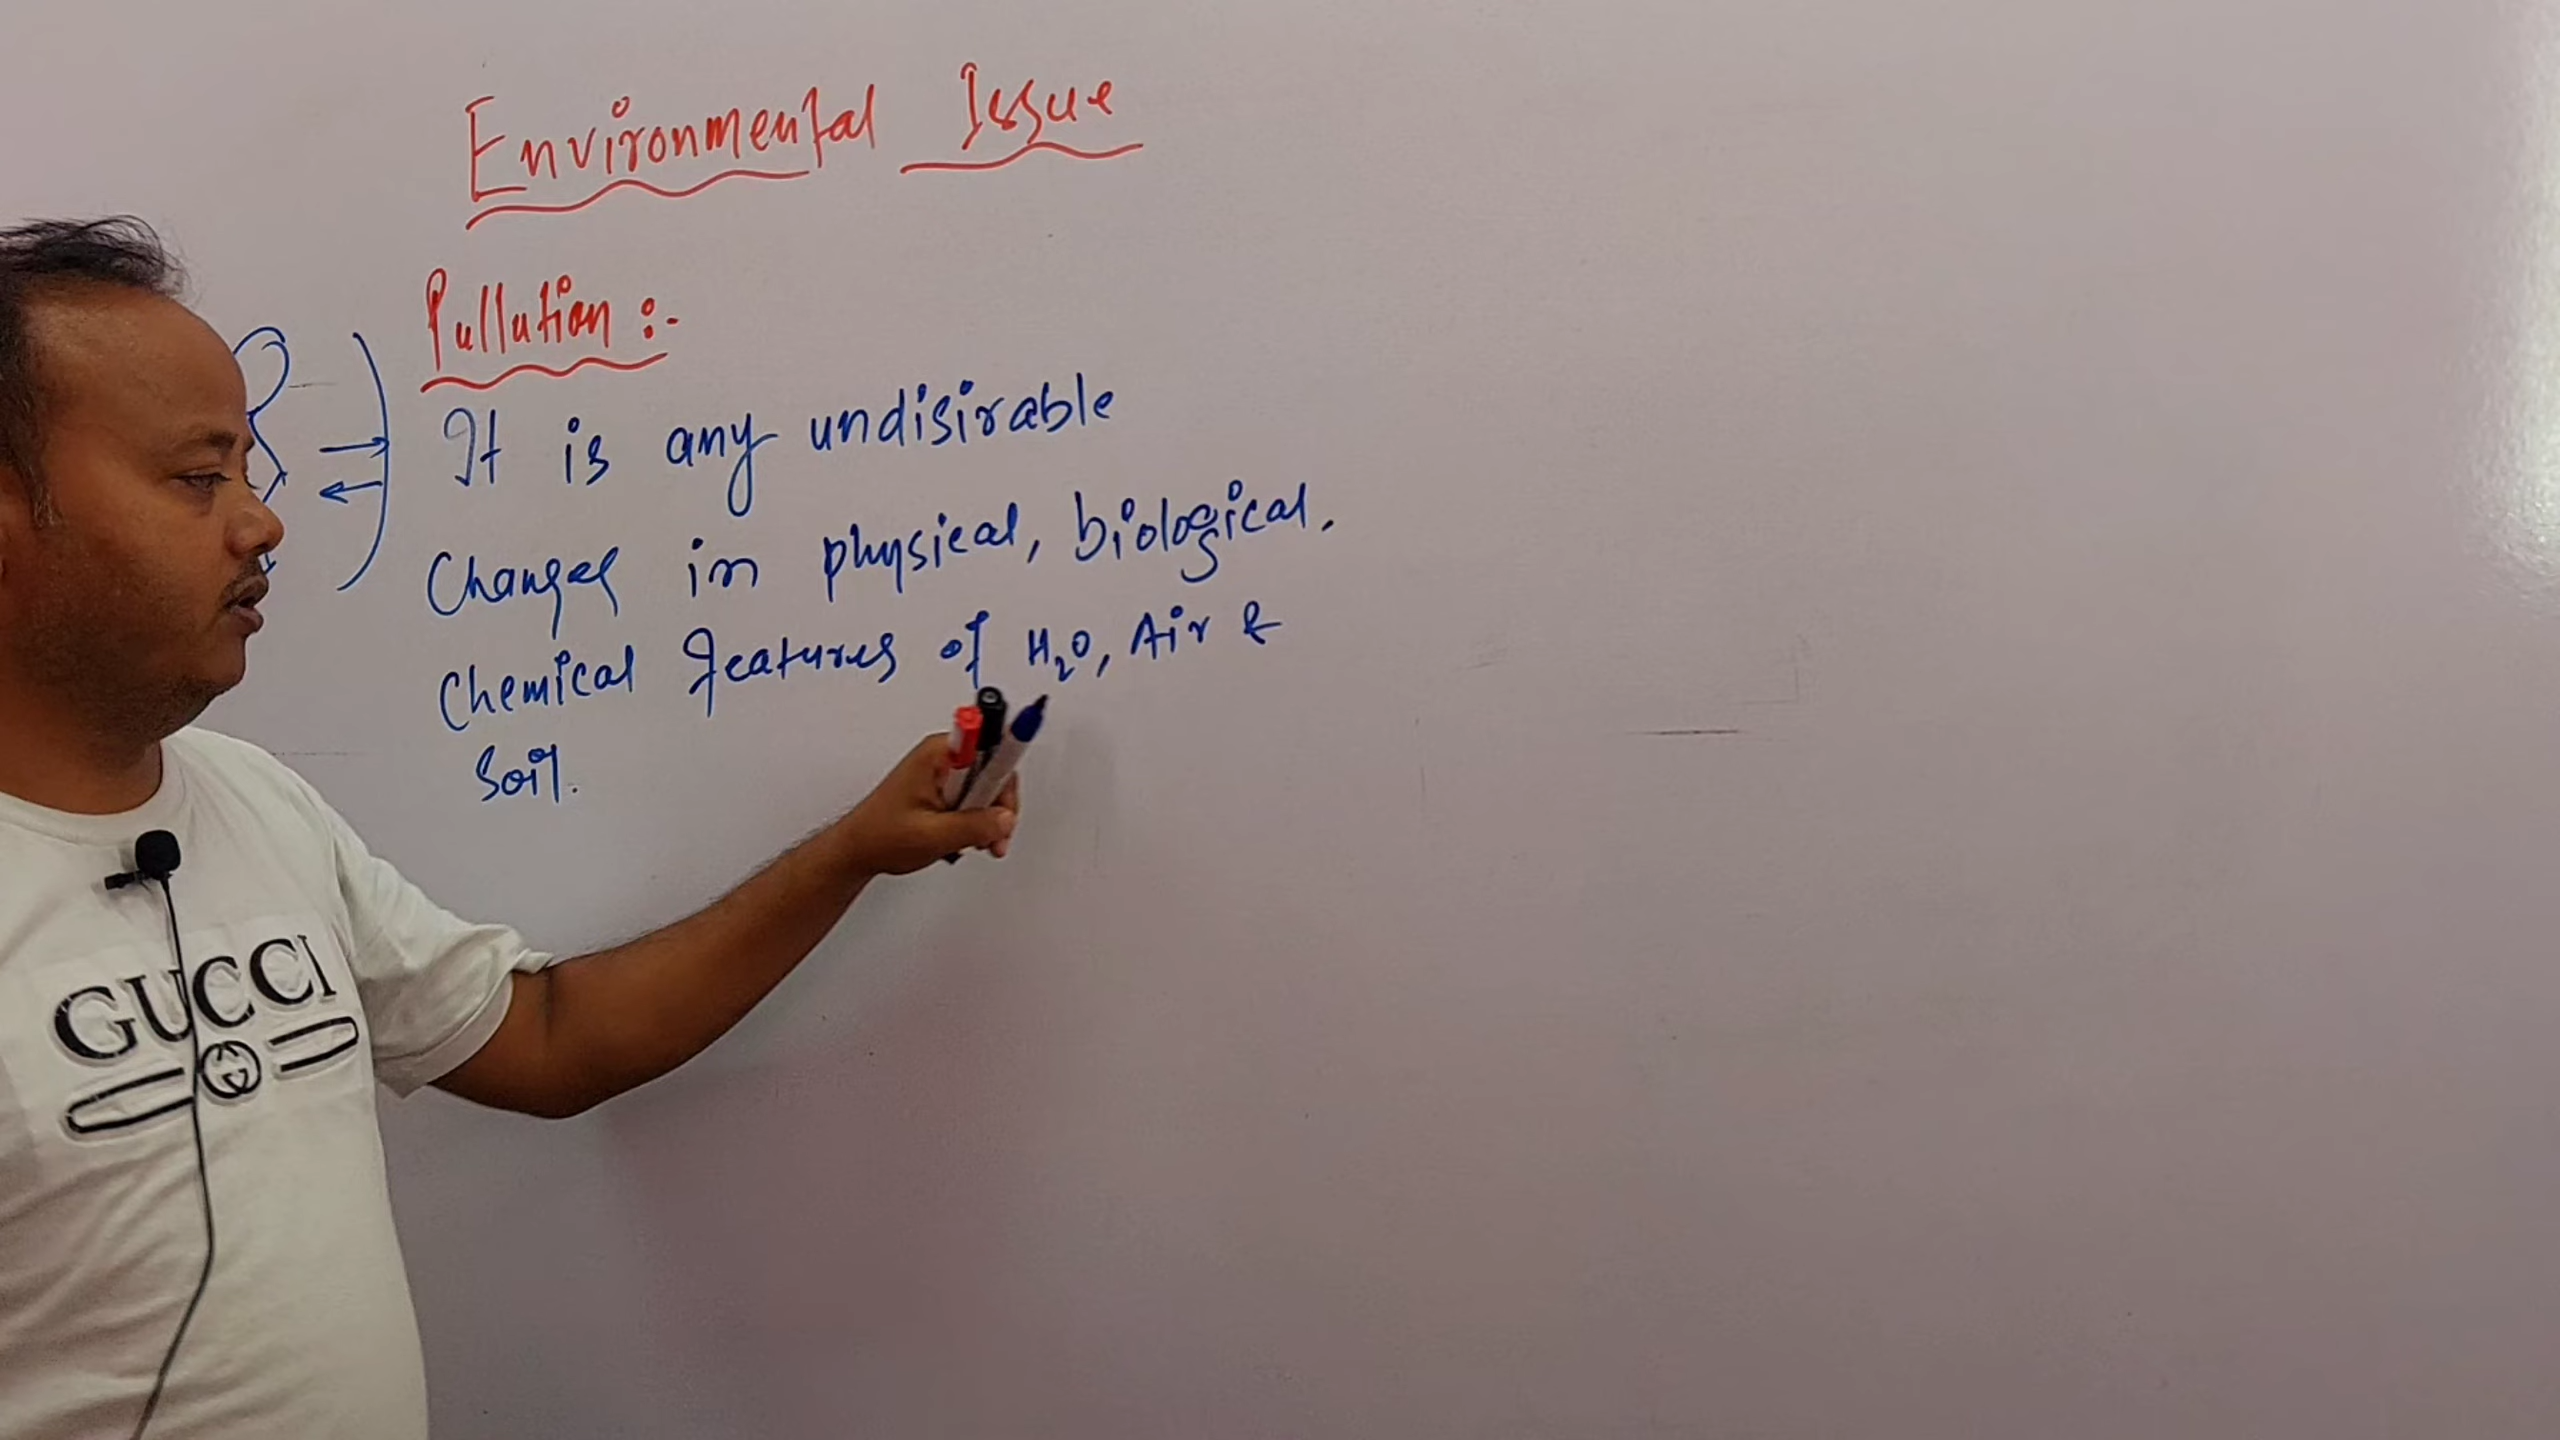 Environmental Issue
Pullution :-
It is any undisirable
Changes in physical, biological,
Chemical features of H₂O, Air &
Soil.
GUCCI